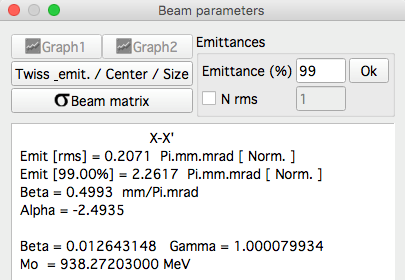 Beam parameters
Graph1 Graph2
Emittances
Twiss _emit. / Center / Size
Emittance (%) 99 Ok
σ Beam matrix
N rms 1
X-X'
Emit [rms] = 0.2071 Pi.mm.mrad [ Norm. ]
Emit [99.00%] = 2.2617 Pi.mm.mrad [ Norm. ]
Beta = 0.4993 mm/Pi.mrad
Alpha = -2.4935
Beta = 0.012643148 Gamma = 1.000079934
Mo = 938.27203000 MeV